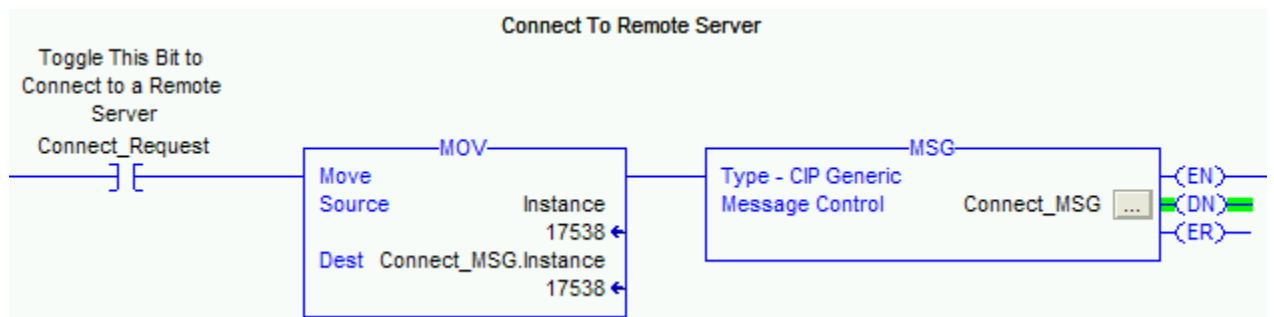 Connect To Remote Server
Toggle This Bit to
Connect to a Remote
Server
Connect_Request
MOV
Move
Source Instance
17538
Dest Connect_MSG.Instance
17538
MSG
Type - CIP Generic
Message Control Connect_MSG ...
EN
DN
ER